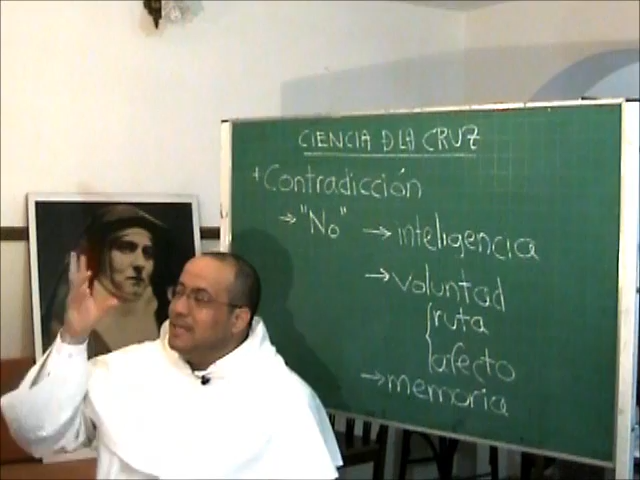 CIENCIA D LA CRUZ
+ Contradicción
→ "No" → inteligencia
→ voluntad
{ ruta
afecto
→ memoria